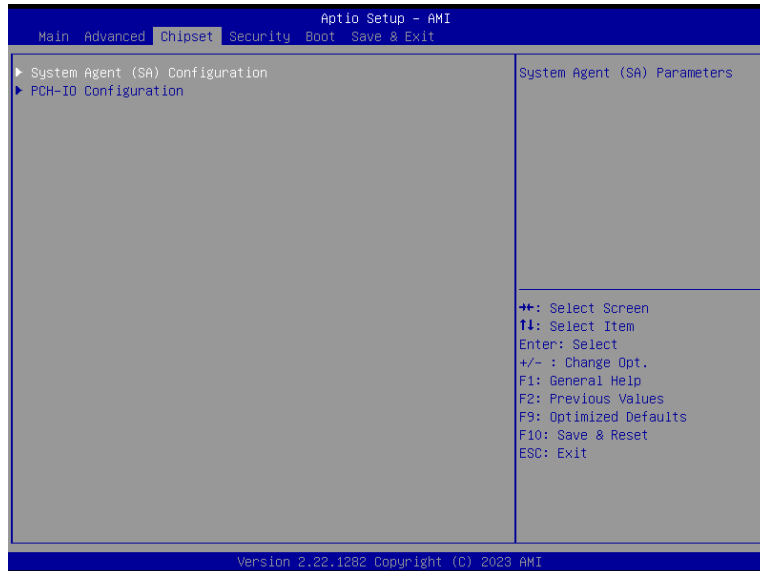 Aptio Setup – AMI
Main Advanced Chipset Security Boot Save & Exit
▶ System Agent (SA) Configuration
▶ PCH-IO Configuration
System Agent (SA) Parameters
→←: Select Screen
↑↓: Select Item
Enter: Select
+/- : Change Opt.
F1: General Help
F2: Previous Values
F9: Optimized Defaults
F10: Save & Reset
ESC: Exit
Version 2.22.1282 Copyright (C) 2023 AMI